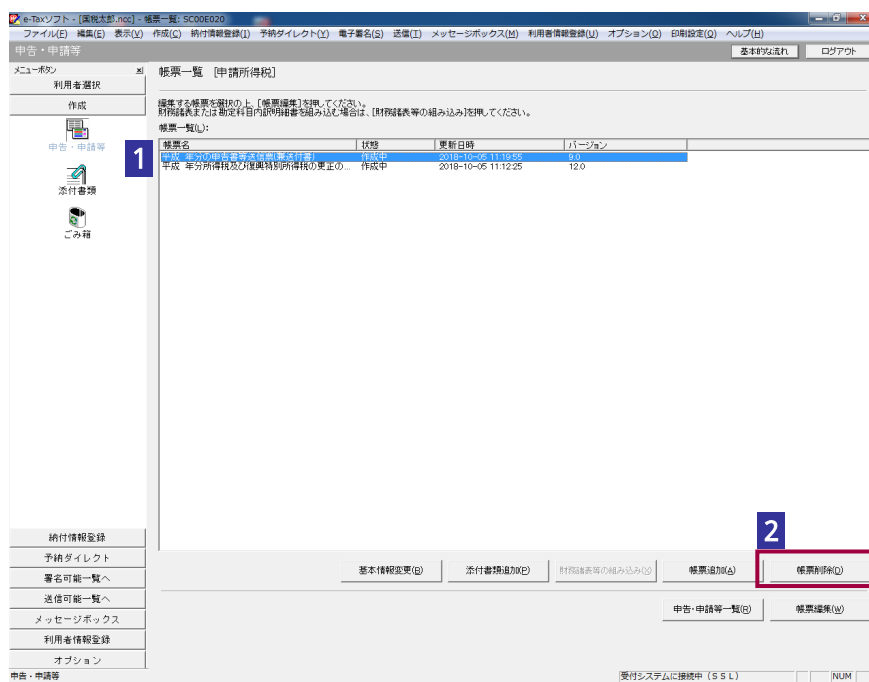 e-Taxソフト - [国税太郎.ncc] - 帳票一覧: SC00E020
ファイル(F) 編集(E) 表示(V) 作成(C) 納付情報登録(I) 予納ダイレクト(Y) 電子署名(S) 送信(T) メッセージボックス(M) 利用者情報登録(U) オプション(O) 印刷設定(Q) ヘルプ(H)
申告・申請等 基本的な流れ ログアウト
メニューボタン x
利用者選択
作成
申告・申請等
添付書類
ごみ箱
帳票一覧 [申請所得税]
編集する帳票を選択の上、[帳票編集]を押してください。
財務諸表または勘定科目内訳明細書を組み込む場合は、[財務諸表等の組み込み]を押してください。
帳票一覧(L):
帳票名 状態 更新日時 バージョン
1
平成 年分の申告書等送信票(兼送付書) 作成中 2018-10-05 11:19:55 9.0
平成 年分所得税及び復興特別所得税の更正の... 作成中 2018-10-05 11:12:25 12.0
2
基本情報変更(B) 添付書類追加(P) 財務諸表等の組み込み(X) 帳票追加(A) 帳票削除(D)
申告・申請等一覧(R) 帳票編集(W)
納付情報登録
予納ダイレクト
署名可能一覧へ
送信可能一覧へ
メッセージボックス
利用者情報登録
オプション
申告・申請等 受付システムに接続中（ＳＳＬ） NUM